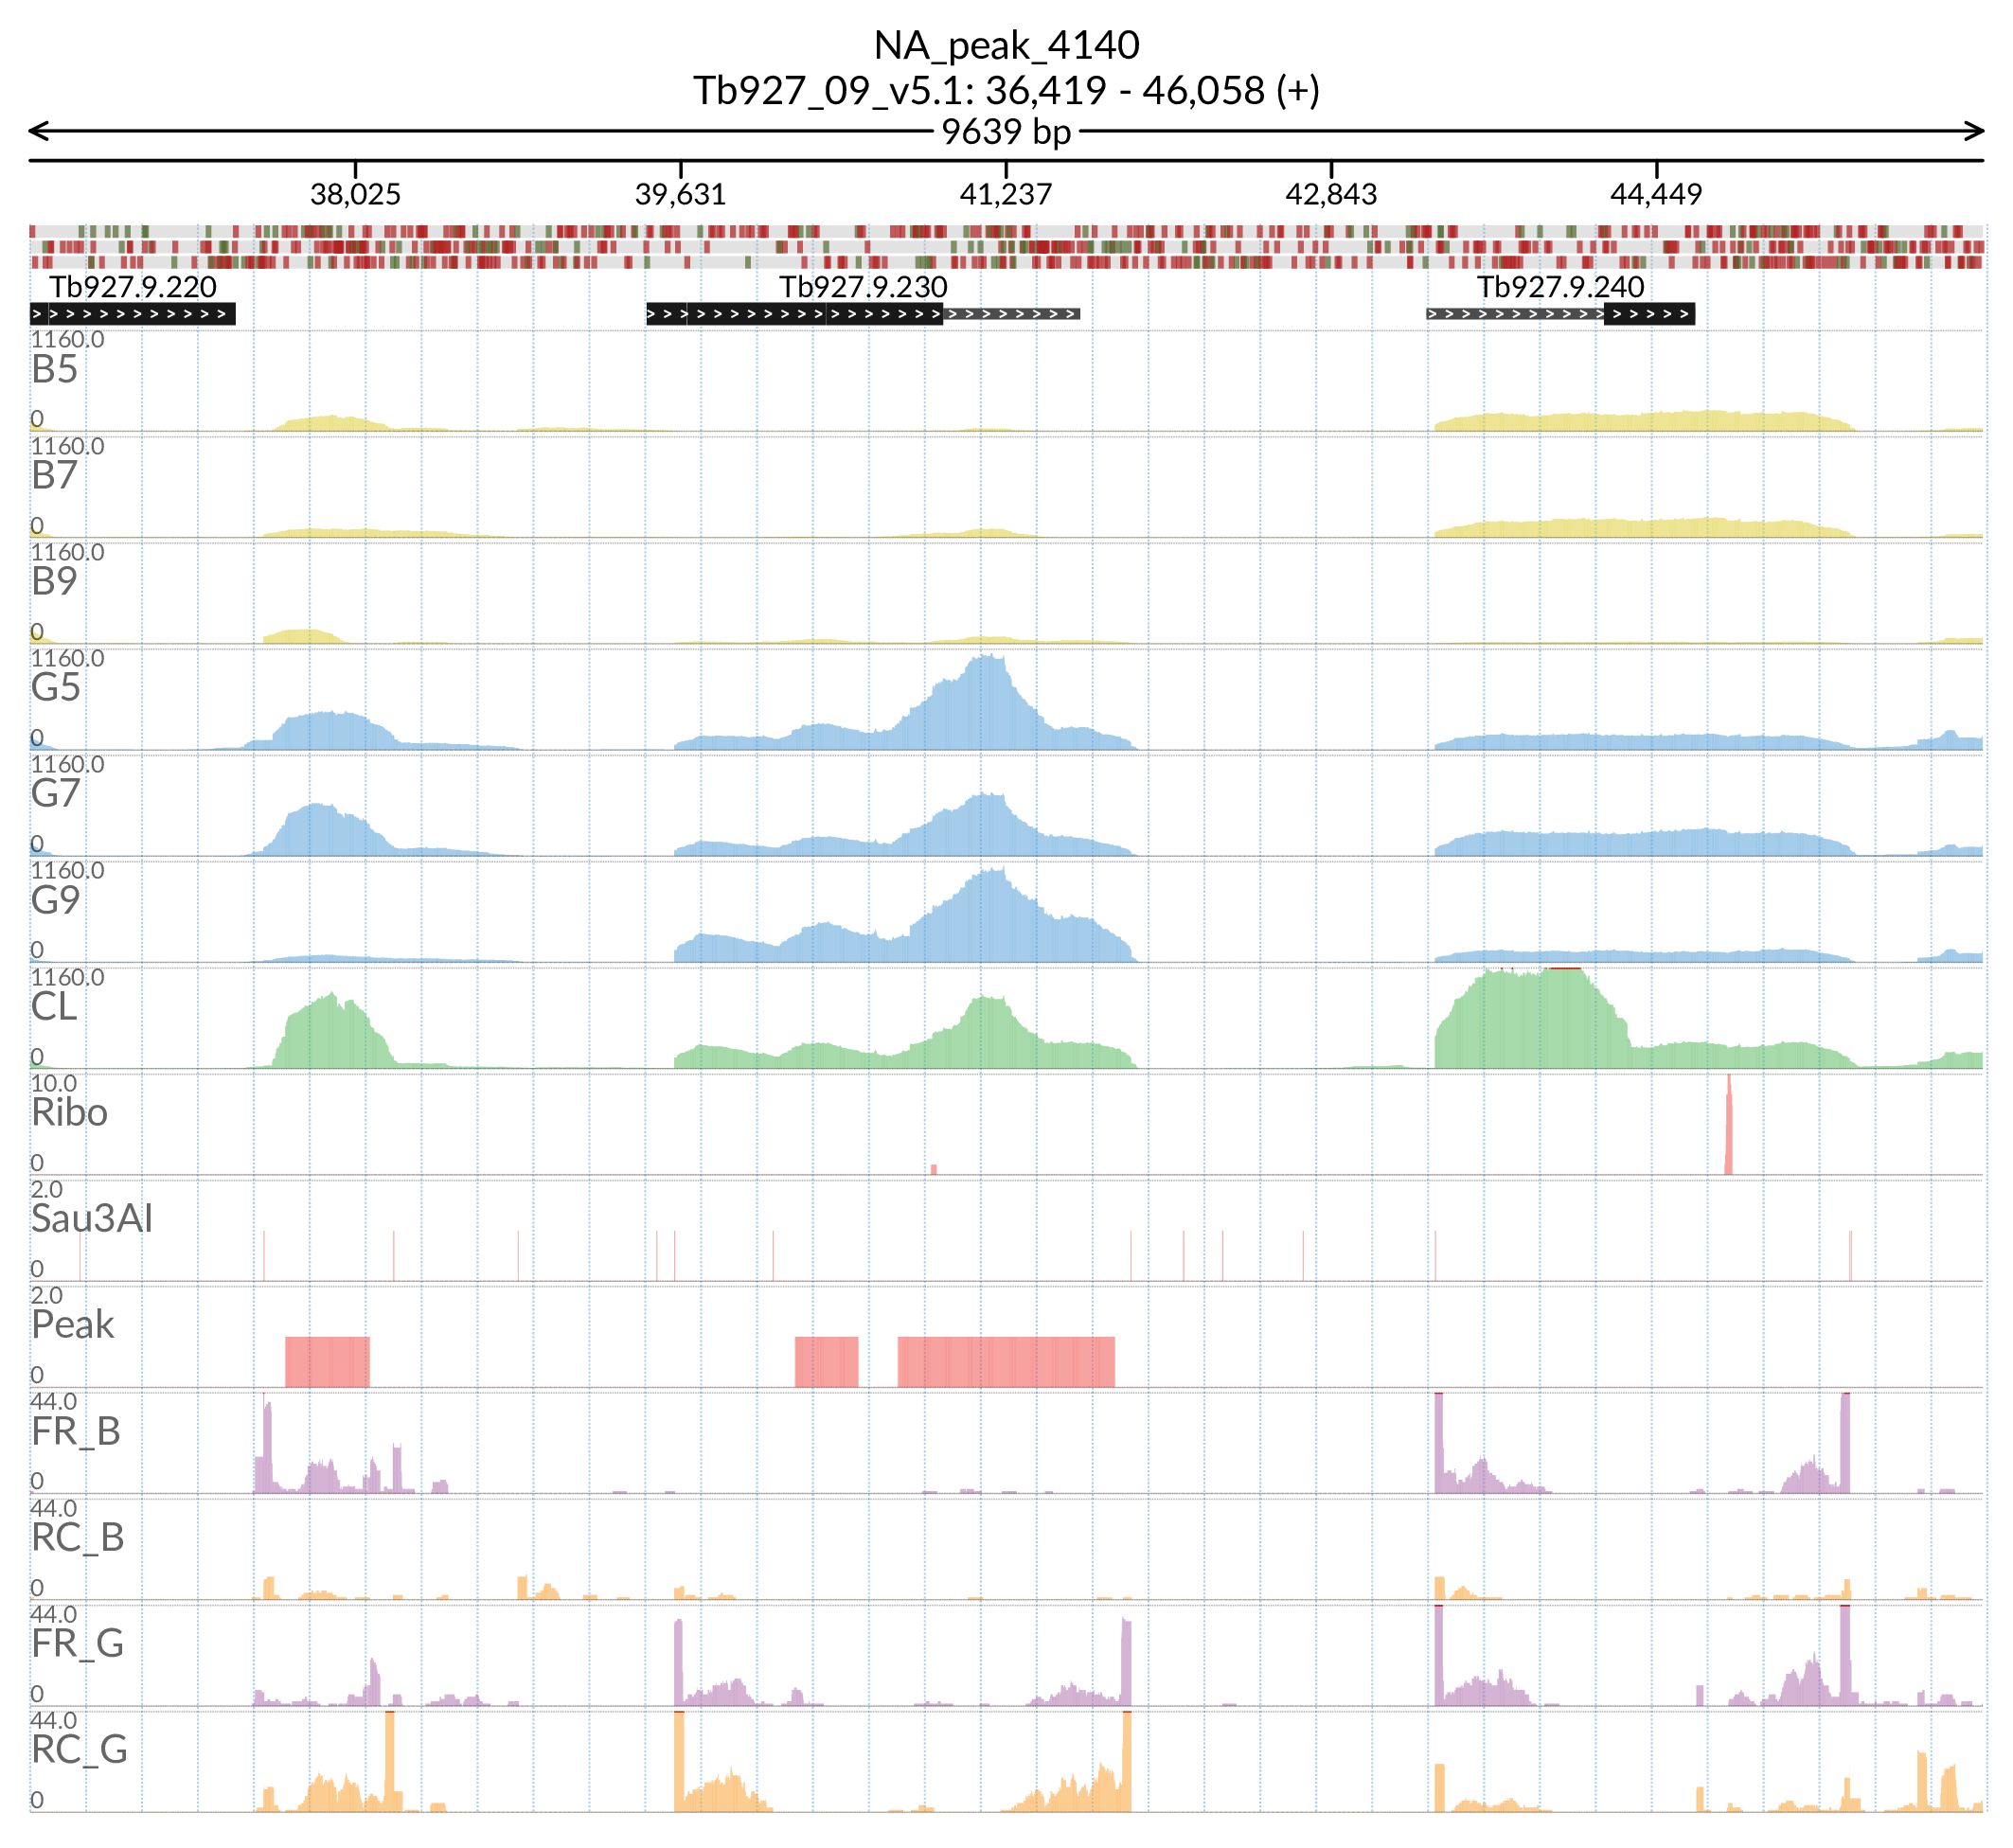 NA_peak_4140
Tb927_09_v5.1: 36,419 - 46,058 (+)
9639 bp
38,025 39,631 41,237 42,843 44,449
Tb927.9.220 Tb927.9.230 Tb927.9.240
1160.0
B5
0
1160.0
B7
0
1160.0
B9
0
1160.0
G5
0
1160.0
G7
0
1160.0
G9
0
1160.0
CL
0
10.0
Ribo
0
2.0
Sau3AI
0
2.0
Peak
0
44.0
FR_B
0
44.0
RC_B
0
44.0
FR_G
0
44.0
RC_G
0